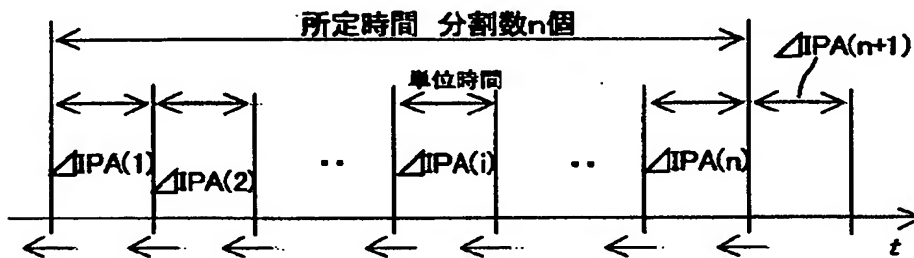 所定時間 分割数n個
⊿IPA(n+1)
単位時間
⊿IPA(1)
⊿IPA(2)
‥
⊿IPA(i)
‥
⊿IPA(n)
t